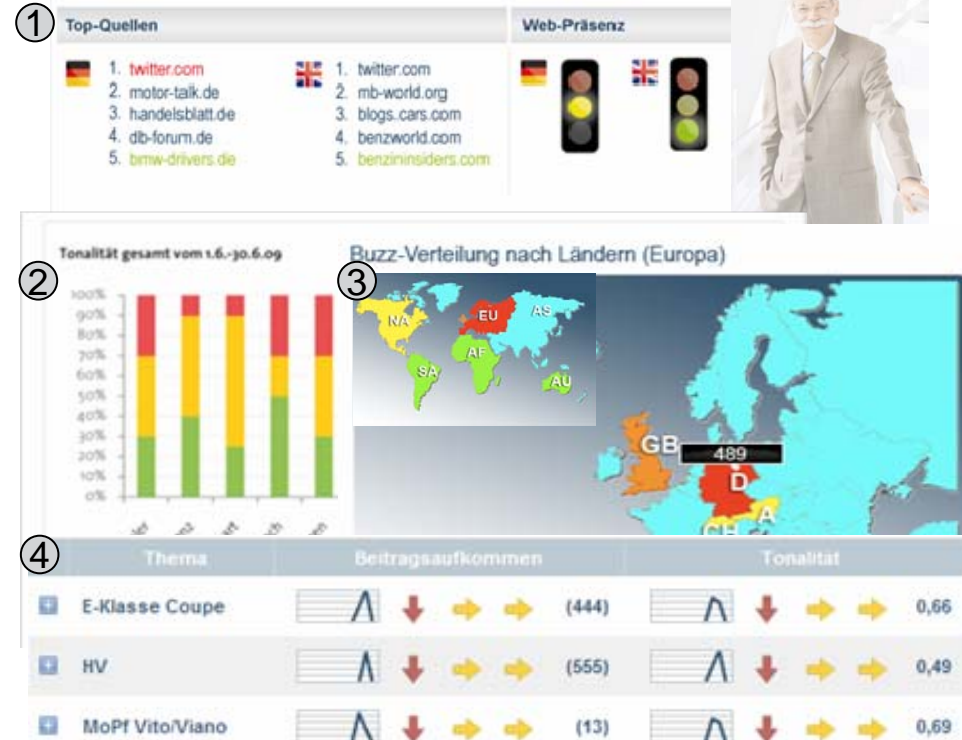 1
Top-Quellen
1. twitter.com
2. motor-talk.de
3. handelsblatt.de
4. db-forum.de
5. bmw-drivers.de
1. twitter.com
2. mb-world.org
3. blogs.cars.com
4. benzworld.com
5. benzininsiders.com
Web-Präsenz
2
Tonalität gesamt vom 1.6.-30.6.09
100%
90%
80%
70%
60%
50%
40%
30%
20%
10%
0%
3
Buzz-Verteilung nach Ländern (Europa)
NA
EU
AS
AF
SA
AU
GB
489
D
A
CH
4
Thema Beitragsaufkommen Tonalität
E-Klasse Coupe (444) 0,66
HV (555) 0,49
MoPf Vito/Viano (13) 0,69